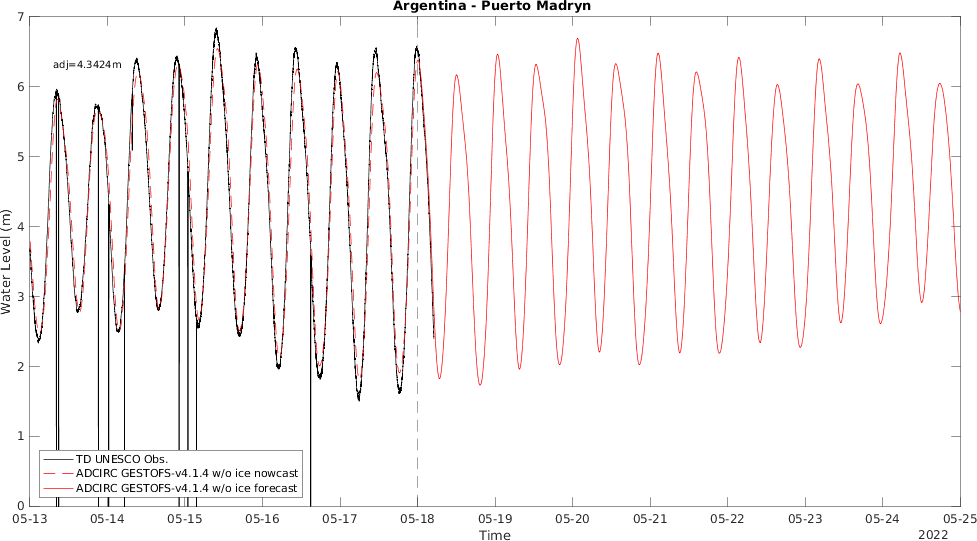 Argentina - Puerto Madryn
7
adj=4.3424m
6
5
4
3
2
1
0
Water Level (m)
TD UNESCO Obs.
ADCIRC GESTOFS-v4.1.4 w/o ice nowcast
ADCIRC GESTOFS-v4.1.4 w/o ice forecast
05-13 05-14 05-15 05-16 05-17 05-18 05-19 05-20 05-21 05-22 05-23 05-24 05-25
Time
2022